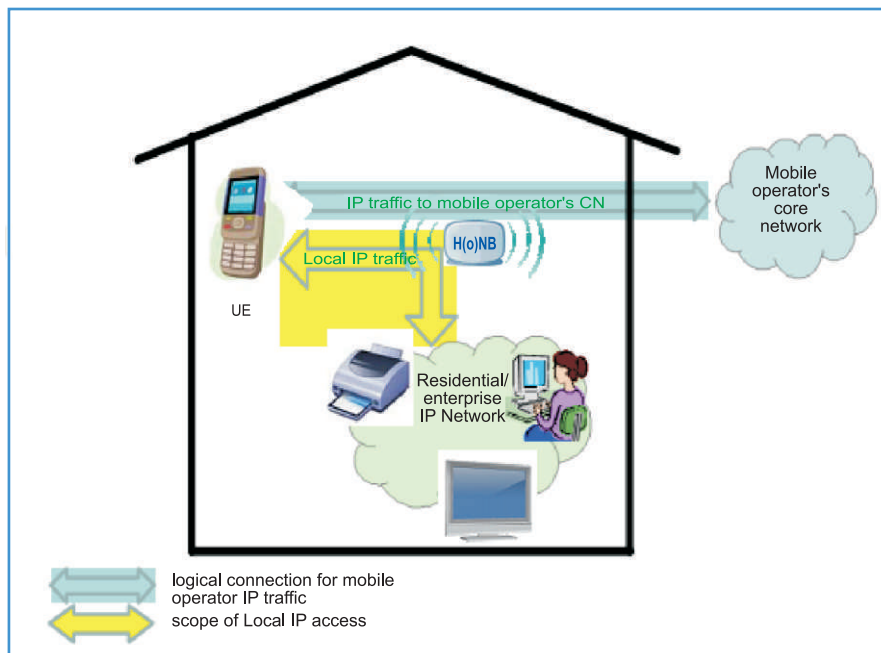 Mobile
operator's
core
network
IP traffic to mobile operator's CN
H(o)NB
Local IP traffic
UE
Residential/
enterprise
IP Network
logical connection for mobile
operator IP traffic
scope of Local IP access